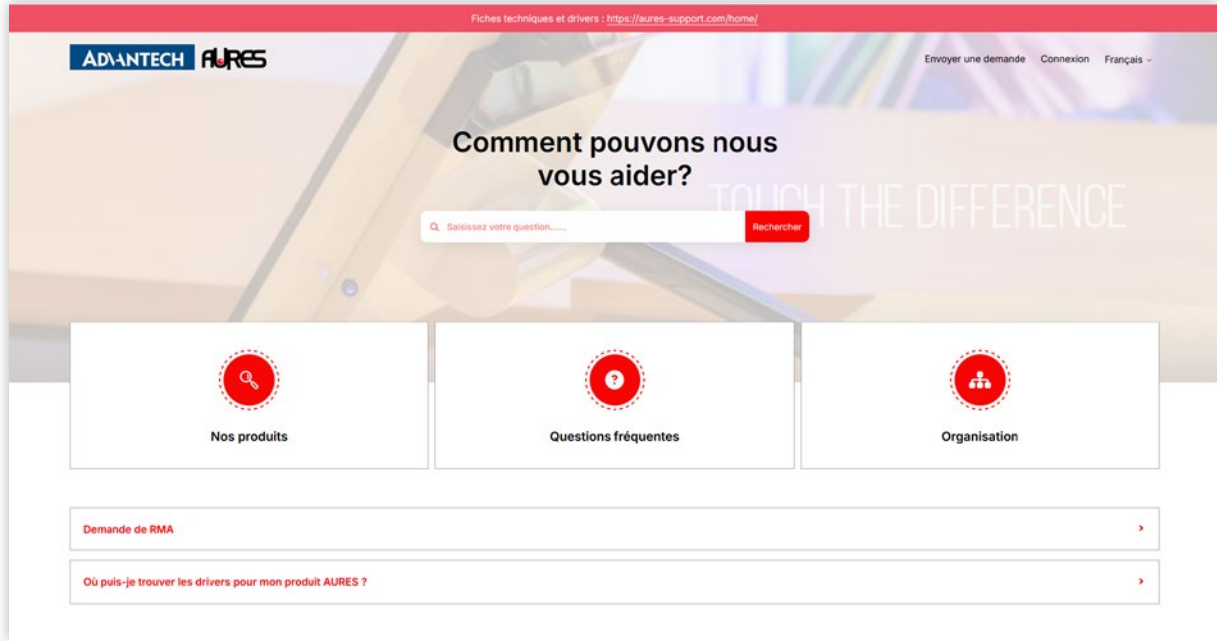 Fiches techniques et drivers : https://aures-support.com/home/
ADVANTECH AURES
Envoyer une demande Connexion Français
Comment pouvons nous
vous aider?
TOUCH THE DIFFERENCE
Saisissez votre question......
Rechercher
Nos produits
Questions fréquentes
Organisation
Demande de RMA
Où puis-je trouver les drivers pour mon produit AURES ?